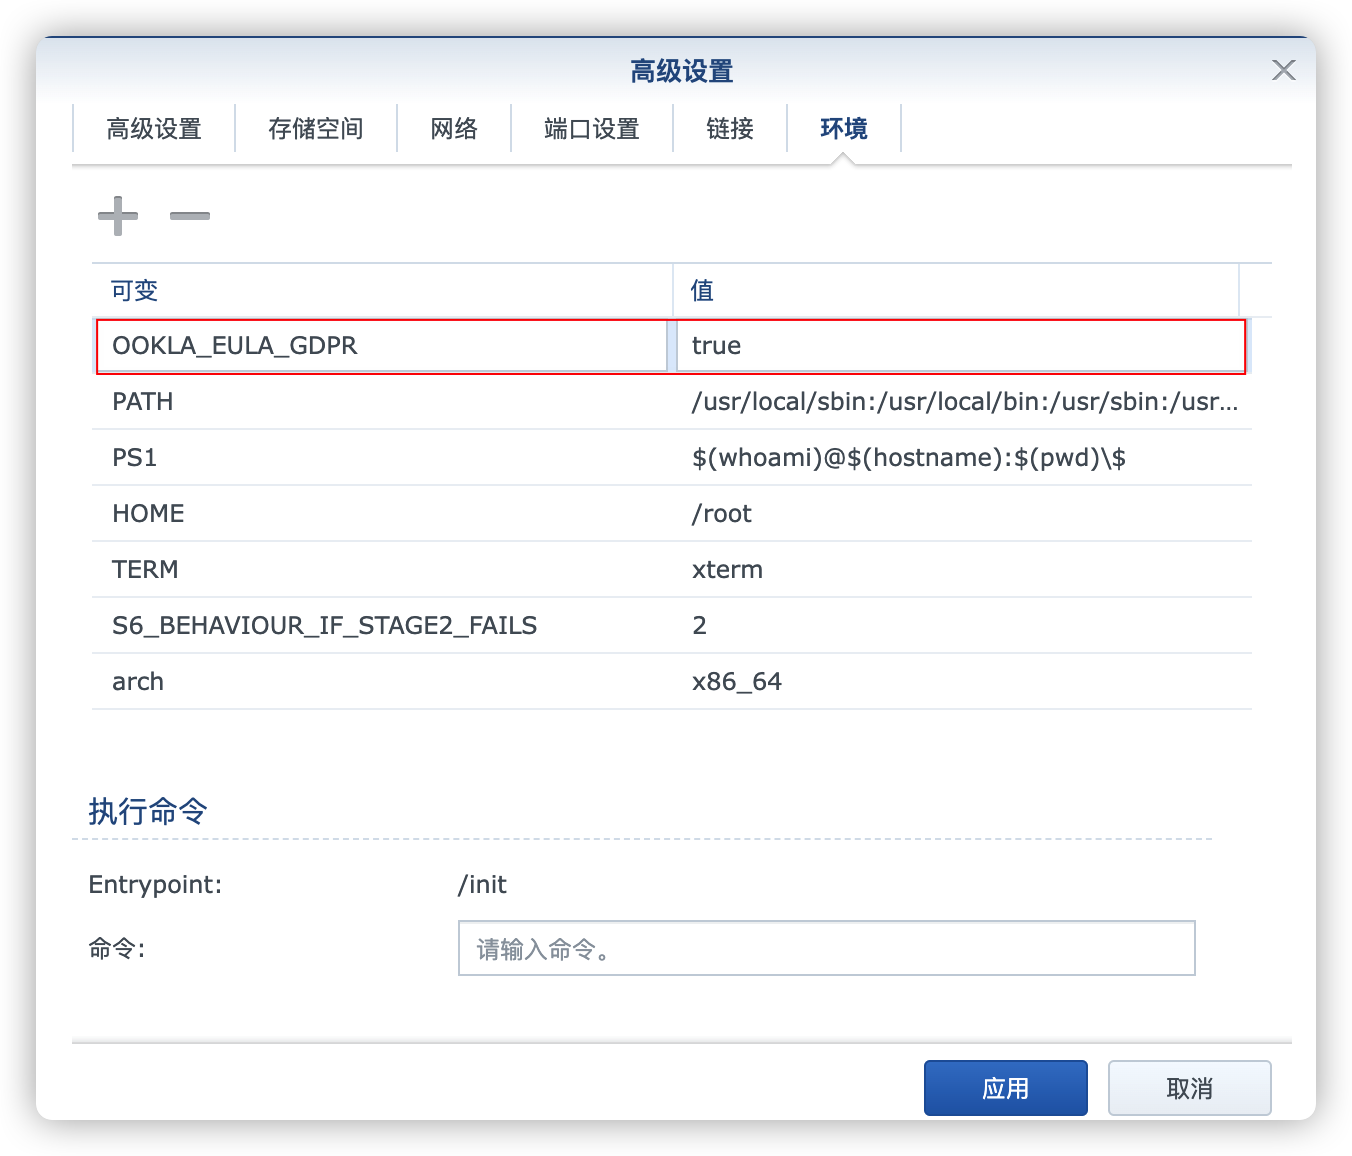 高级设置
高级设置 存储空间 网络 端口设置 链接 环境
可变 值
OOKLA_EULA_GDPR true
PATH /usr/local/sbin:/usr/local/bin:/usr/sbin:/usr...
PS1 $(whoami)@$(hostname):$(pwd)\$
HOME /root
TERM xterm
S6_BEHAVIOUR_IF_STAGE2_FAILS 2
arch x86_64
执行命令
Entrypoint: /init
命令: 请输入命令。
应用 取消